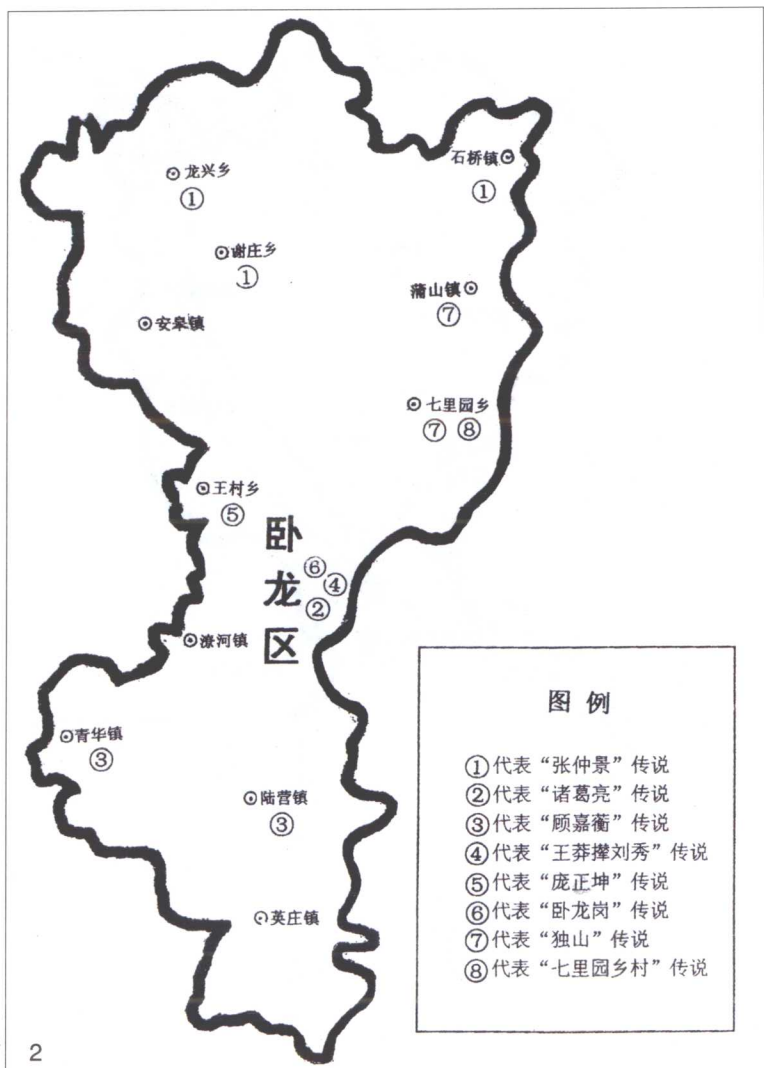 龙兴乡
①
石桥镇
①
谢庄乡
①
蒲山镇
⑦
安皋镇
七里园乡
⑦ ⑧
王村乡
⑤
卧龙区
⑥
④
②
潦河镇
青华镇
③
陆营镇
③
英庄镇
图例
①代表“张仲景”传说
②代表“诸葛亮”传说
③代表“顾嘉蘅”传说
④代表“王莽撵刘秀”传说
⑤代表“庞正坤”传说
⑥代表“卧龙岗”传说
⑦代表“独山”传说
⑧代表“七里园乡村”传说
2